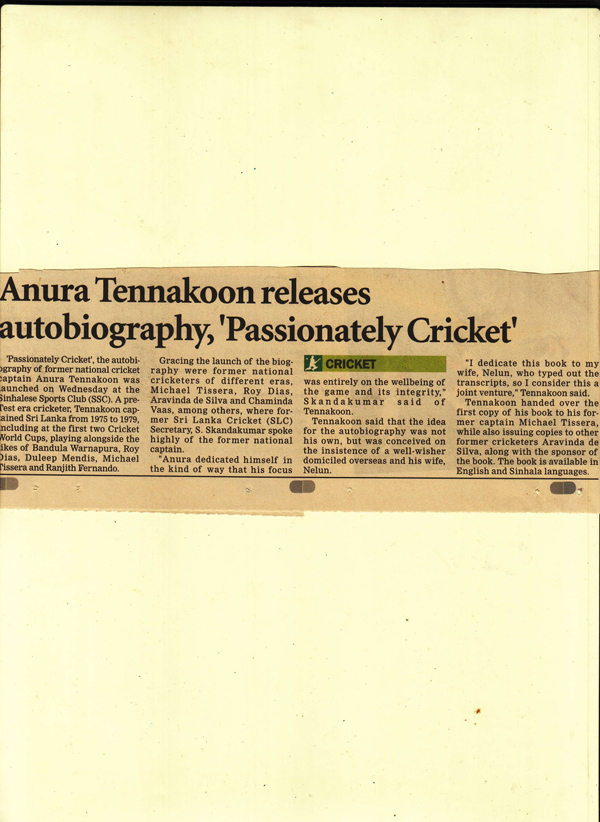 Anura Tennakoon releases
autobiography, 'Passionately Cricket'
'Passionately Cricket', the autobi-
ography of former national cricket
captain Anura Tennakoon was
launched on Wednesday at the
Sinhalese Sports Club (SSC). A pre-
Test era cricketer, Tennakoon cap-
tained Sri Lanka from 1975 to 1979,
including at the first two Cricket
World Cups, playing alongside the
likes of Bandula Warnapura, Roy
Dias, Duleep Mendis, Michael
Tissera and Ranjith Fernando.
Gracing the launch of the biog-
raphy were former national
cricketers of different eras,
Michael Tissera, Roy Dias,
Aravinda de Silva and Chaminda
Vaas, among others, where for-
mer Sri Lanka Cricket (SLC)
Secretary, S. Skandakumar spoke
highly of the former national
captain.
"Anura dedicated himself in
the kind of way that his focus
CRICKET
was entirely on the wellbeing of
the game and its integrity,"
Skandakumar said of
Tennakoon.
Tennakoon said that the idea
for the autobiography was not
his own, but was conceived on
the insistence of a well-wisher
domiciled overseas and his wife,
Nelun.
"I dedicate this book to my
wife, Nelun, who typed out the
transcripts, so I consider this a
joint venture," Tennakoon said.
Tennakoon handed over the
first copy of his book to his for-
mer captain Michael Tissera,
while also issuing copies to other
former cricketers Aravinda de
Silva, along with the sponsor of
the book. The book is available in
English and Sinhala languages.